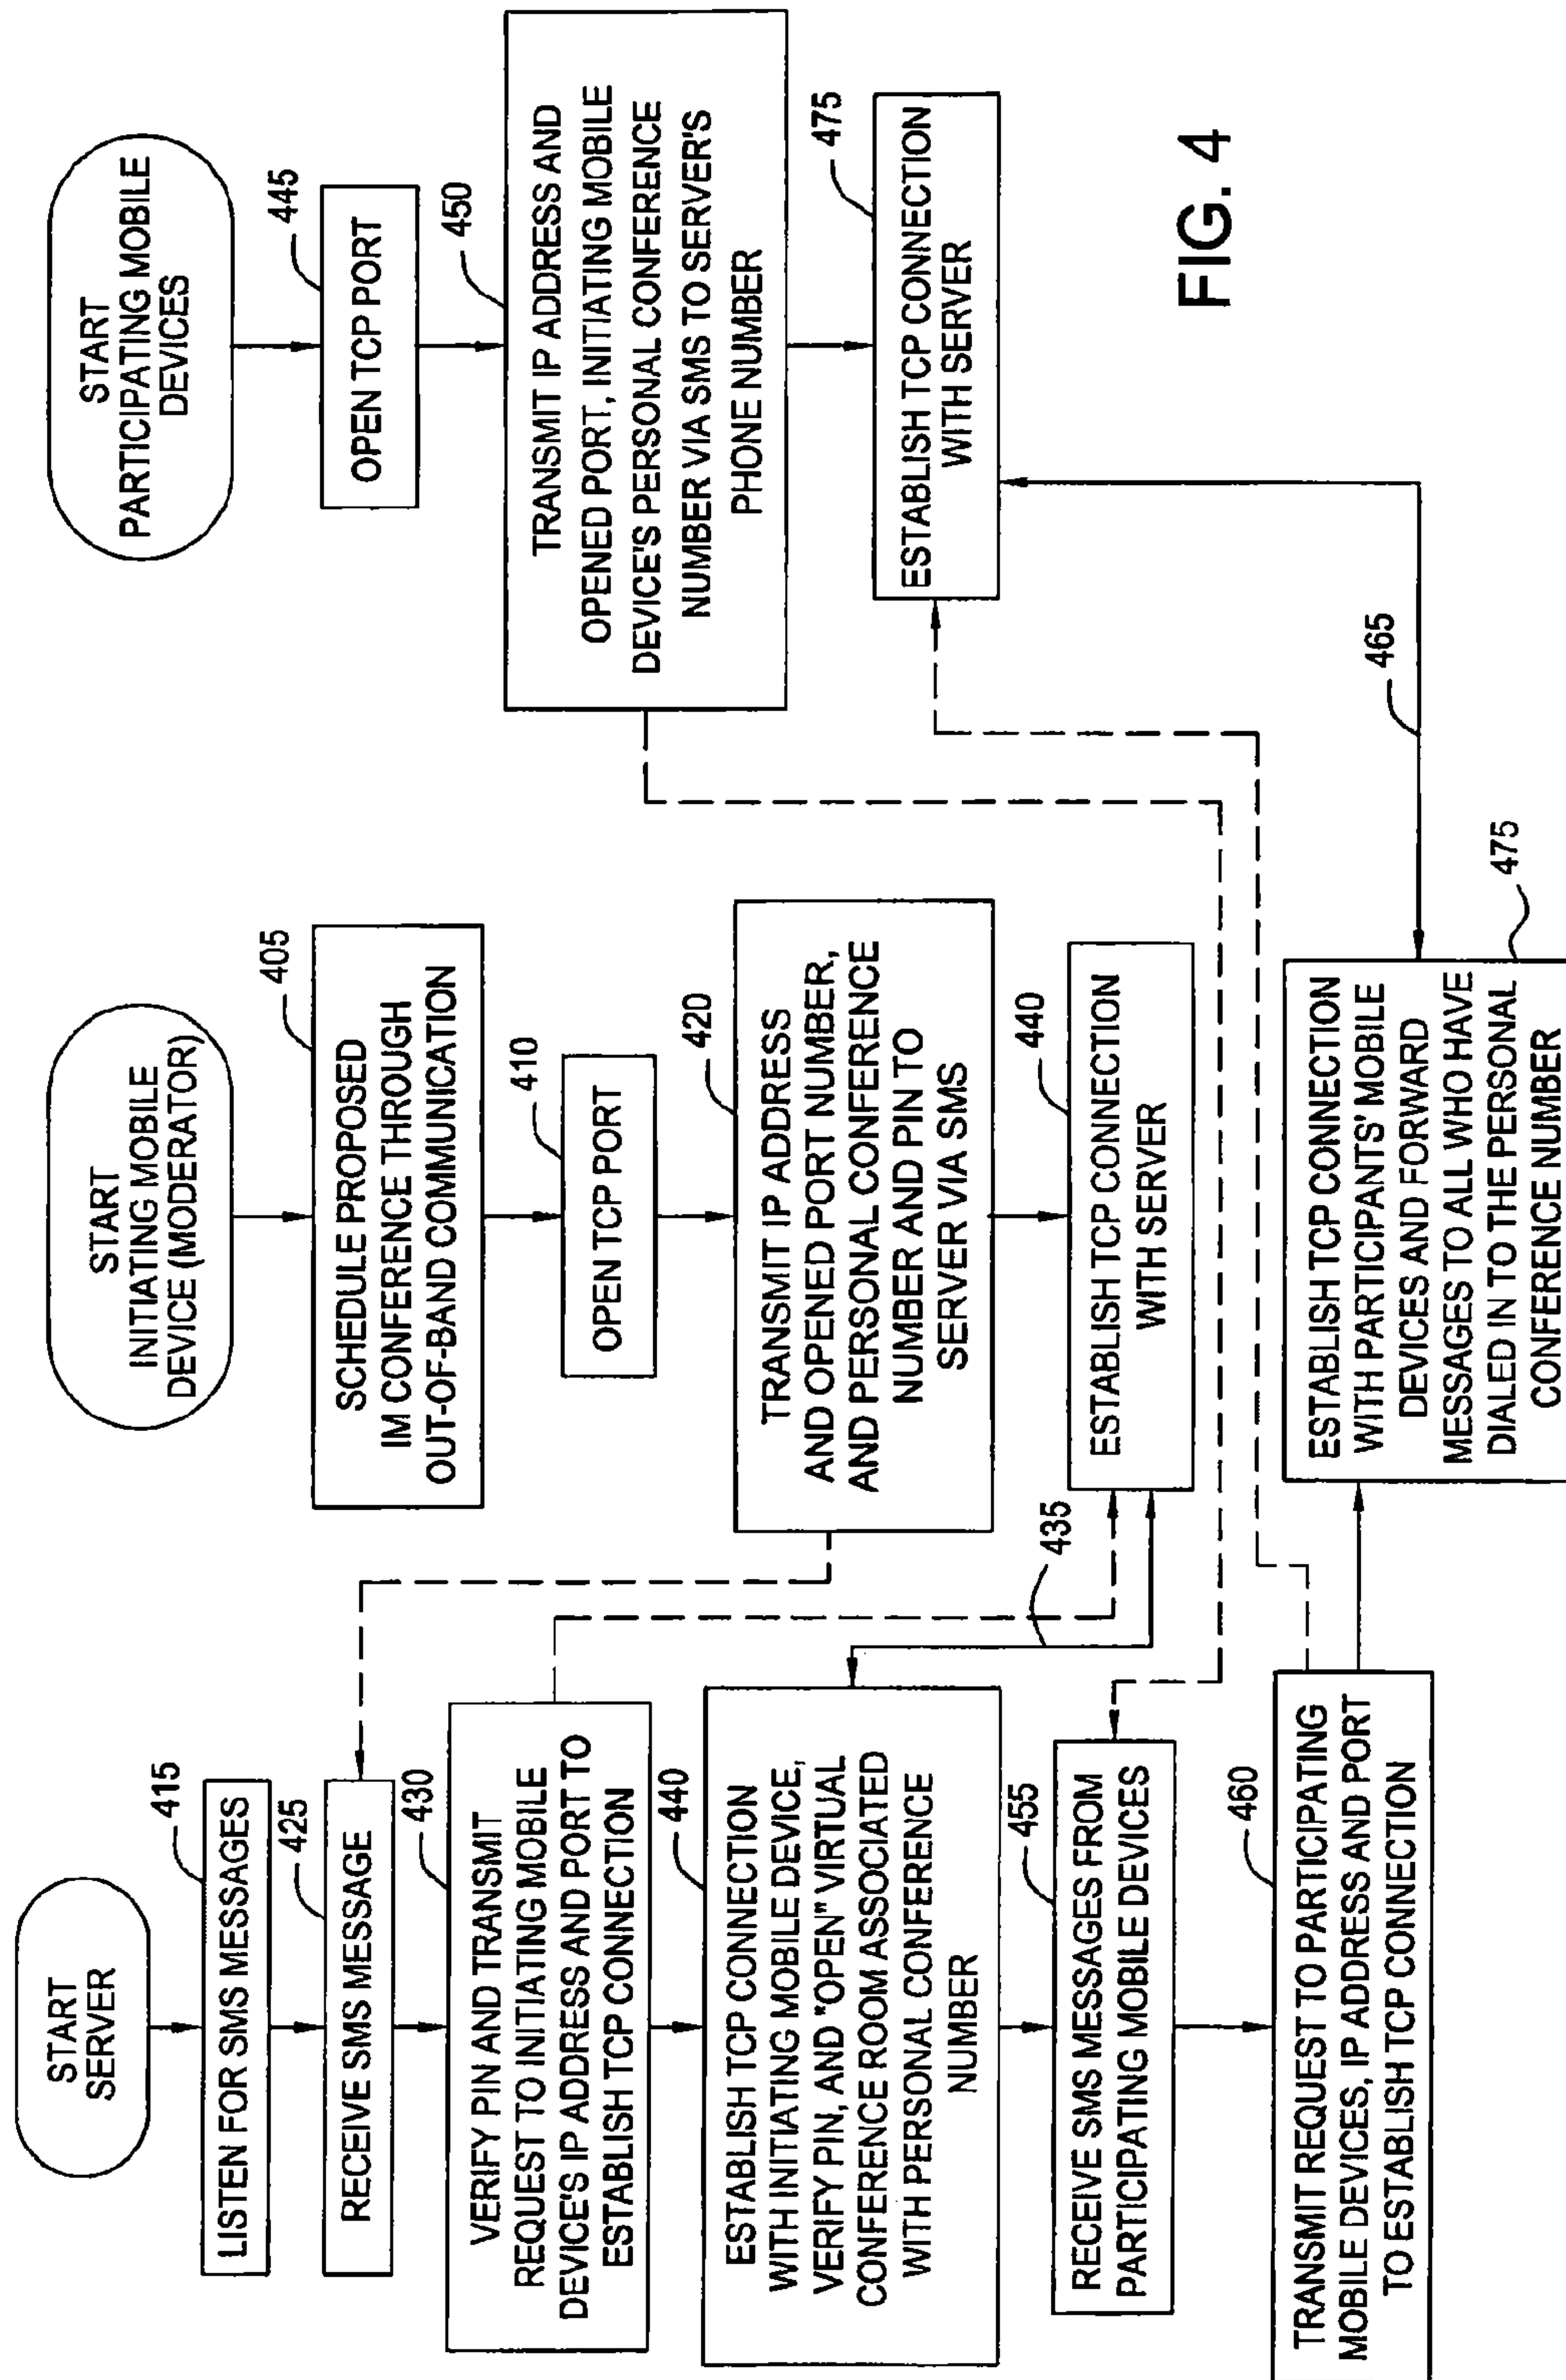 START
SERVER
415
LISTEN FOR SMS MESSAGES
425
RECEIVE SMS MESSAGE
430
VERIFY PIN AND TRANSMIT
REQUEST TO INITIATING MOBILE
DEVICE'S IP ADDRESS AND PORT TO
ESTABLISH TCP CONNECTION
440
ESTABLISH TCP CONNECTION
WITH INITIATING MOBILE DEVICE,
VERIFY PIN, AND "OPEN" VIRTUAL
CONFERENCE ROOM ASSOCIATED
WITH PERSONAL CONFERENCE
NUMBER
455
RECEIVE SMS MESSAGES FROM
PARTICIPATING MOBILE DEVICES
460
TRANSMIT REQUEST TO PARTICIPATING
MOBILE DEVICES, IP ADDRESS AND PORT
TO ESTABLISH TCP CONNECTION
START
INITIATING MOBILE
DEVICE (MODERATOR)
405
SCHEDULE PROPOSED
IM CONFERENCE THROUGH
OUT-OF-BAND COMMUNICATION
410
OPEN TCP PORT
420
TRANSMIT IP ADDRESS
AND OPENED PORT NUMBER,
AND PERSONAL CONFERENCE
NUMBER AND PIN TO
SERVER VIA SMS
440
ESTABLISH TCP CONNECTION
WITH SERVER
435
475
ESTABLISH TCP CONNECTION
WITH PARTICIPANTS' MOBILE
DEVICES AND FORWARD
MESSAGES TO ALL WHO HAVE
DIALED IN TO THE PERSONAL
CONFERENCE NUMBER
START
PARTICIPATING MOBILE
DEVICES
445
OPEN TCP PORT
450
TRANSMIT IP ADDRESS AND
OPENED PORT, INITIATING MOBILE
DEVICE'S PERSONAL CONFERENCE
NUMBER VIA SMS TO SERVER'S
PHONE NUMBER
475
ESTABLISH TCP CONNECTION
WITH SERVER
465
FIG. 4